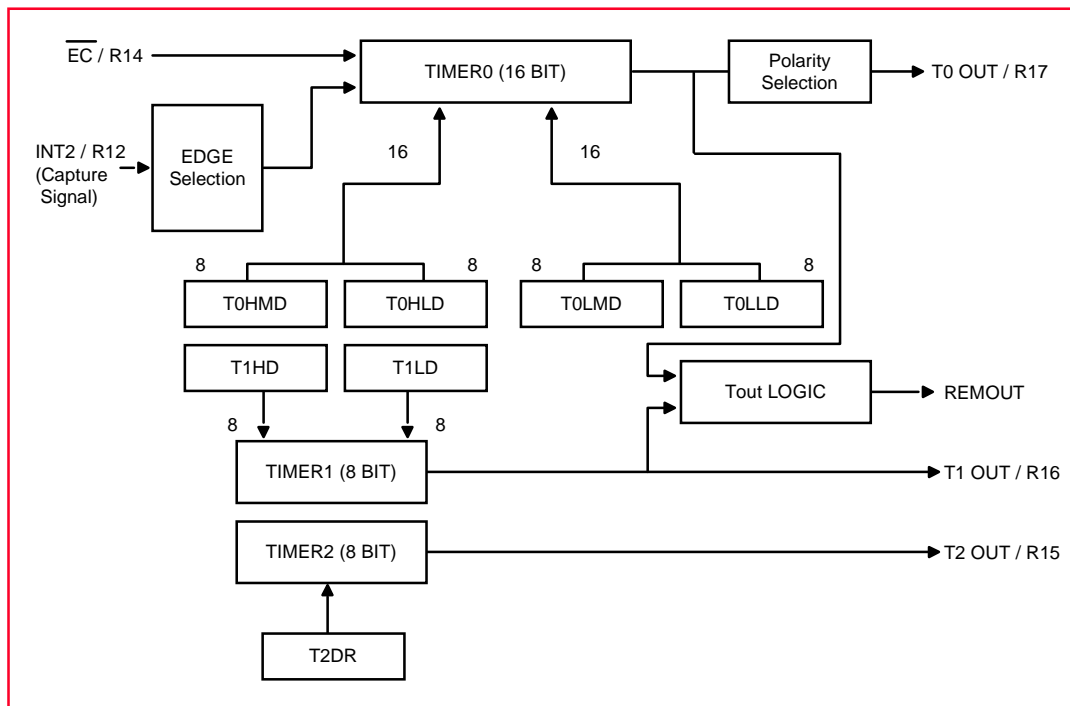 EC / R14
TIMER0 (16 BIT)
Polarity
Selection
T0 OUT / R17
INT2 / R12
(Capture
Signal)
EDGE
Selection
16
16
8
8
8
8
T0HMD
T0HLD
T0LMD
T0LLD
T1HD
T1LD
Tout LOGIC
REMOUT
8
8
TIMER1 (8 BIT)
T1 OUT / R16
TIMER2 (8 BIT)
T2 OUT / R15
T2DR